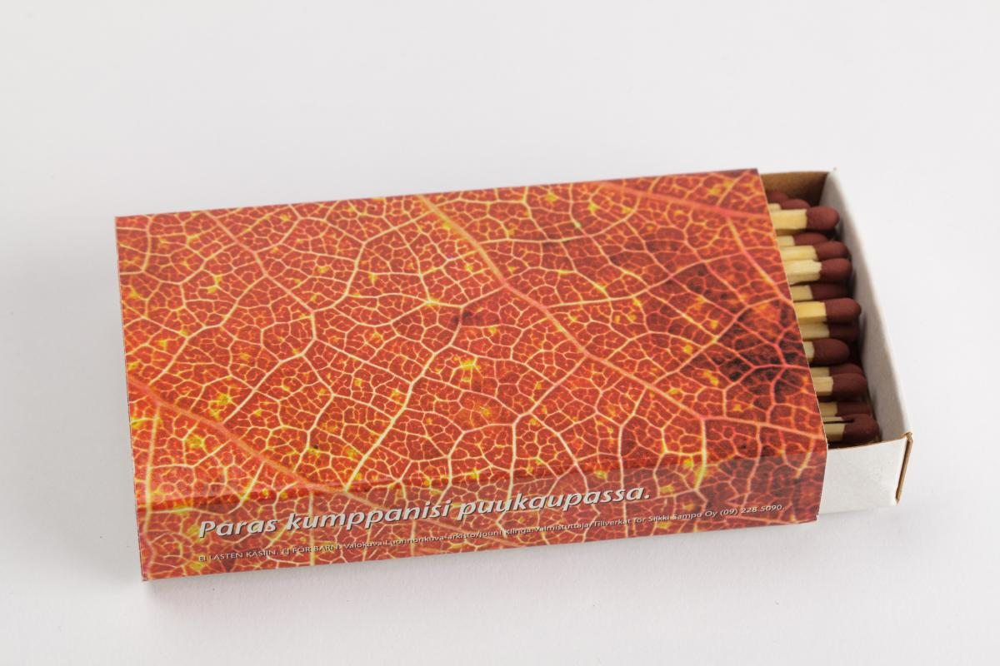 Paras kumppanisi puukaupassa.
EI LASTEN KÄSIIN. EJ FÖR BARN. Valokuva Luonnonkuva-arkisto/Jouni Klinga. Valmistuttaja/Tillverkat för Silkki Sampo Oy (09) 228 5090.